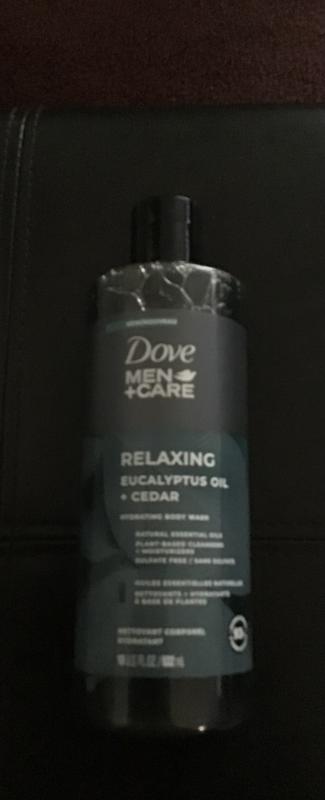 Dove
MEN
+CARE
RELAXING
EUCALYPTUS OIL
+ CEDAR
HYDRATING BODY WASH
NATURAL ESSENTIAL OILS
PLANT-BASED CLEANSERS
+ MOISTURIZERS
SULFATE FREE / SANS SULFATE
HUILES ESSENTIELLES NATURELLES
NETTOYANTS + HYDRATANTS
À BASE DE PLANTES
NETTOYANT CORPOREL
HYDRATANT